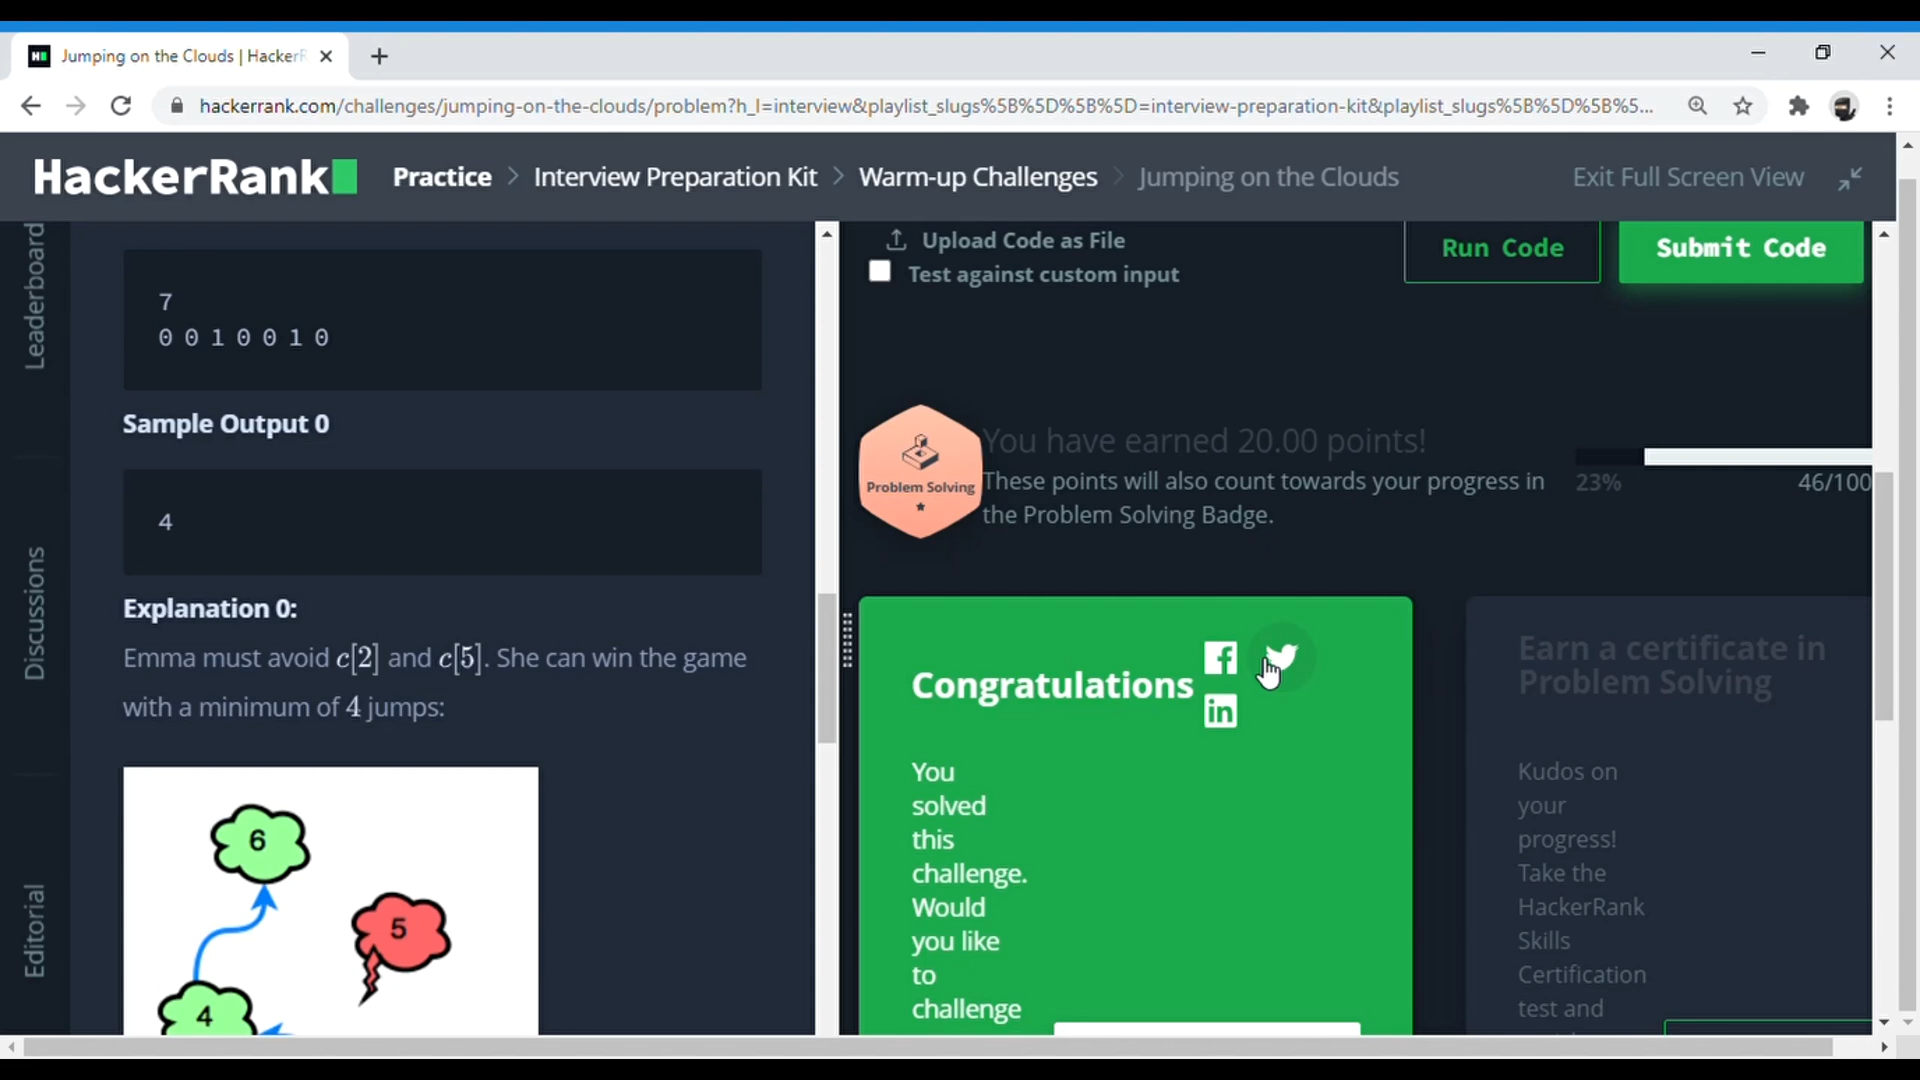 Jumping on the Clouds | HackerR
hackerrank.com/challenges/jumping-on-the-clouds/problem?h_l=interview&playlist_slugs%5B%5D%5B%5D=interview-preparation-kit&playlist_slugs%5B%5D%5B%5...
HackerRank
Practice > Interview Preparation Kit > Warm-up Challenges > Jumping on the Clouds
Exit Full Screen View
Leaderboard
Discussions
Editorial
7
0 0 1 0 0 1 0
Sample Output 0
4
Explanation 0:
Emma must avoid c[2] and c[5]. She can win the game
with a minimum of 4 jumps:
6
5
4
Upload Code as File
Test against custom input
Run Code
Submit Code
Problem Solving
You have earned 20.00 points!
These points will also count towards your progress in
the Problem Solving Badge.
23%
46/100
Congratulations
You
solved
this
challenge.
Would
you like
to
challenge
Earn a certificate in
Problem Solving
Kudos on
your
progress!
Take the
HackerRank
Skills
Certification
test and